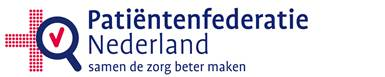 Patiëntenfederatie
Nederland
samen de zorg beter maken